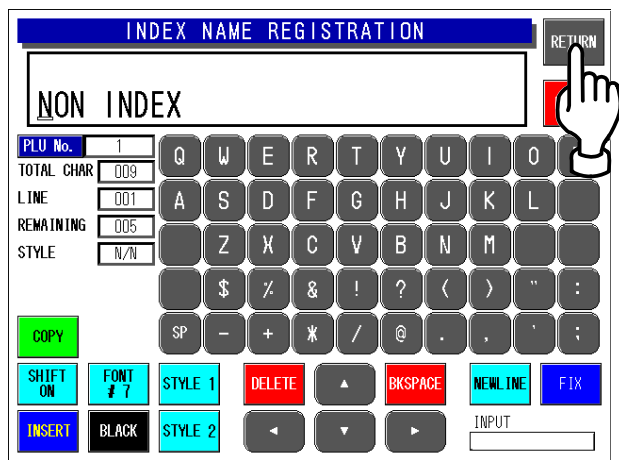 INDEX NAME REGISTRATION
RETURN
NON INDEX
PLU No. 1
TOTAL CHAR 009
LINE 001
REMAINING 005
STYLE N/N
Q W E R T Y U I O
A S D F G H J K L
Z X C V B N M
$ % & ! ? ( ) " :
SP - + * / @ . , ' ;
COPY
SHIFT ON
FONT # 7
STYLE 1
DELETE
▲
BKSPACE
NEWLINE
FIX
INSERT
BLACK
STYLE 2
◄
▼
►
INPUT